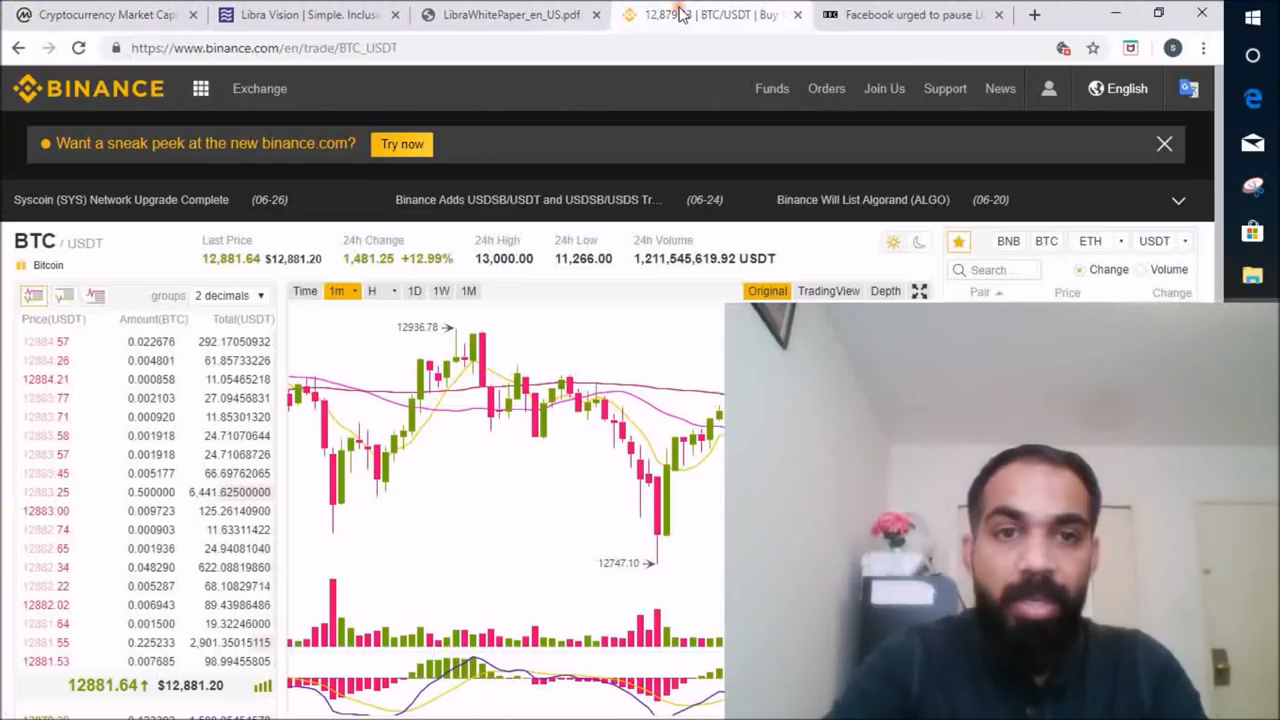 Cryptocurrency Market Cap
Libra Vision | Simple. Inclus
LibraWhitePaper_en_US.pdf
| BTC/USDT | Buy
BBC Facebook urged to pause Li
https://www.binance.com/en/trade/BTC_USDT
BINANCE Exchange Funds Orders Join Us Support News English
Want a sneak peek at the new binance.com? Try now
Syscoin (SYS) Network Upgrade Complete (06-26) Binance Adds USDSB/USDT and USDSB/USDS Tr... (06-24) Binance Will List Algorand (ALGO) (06-20)
BTC / USDT
Bitcoin
Last Price 24h Change 24h High 24h Low 24h Volume
12,881.64 $12,881.20 1,481.25 +12.99% 13,000.00 11,266.00 1,211,545,619.92 USDT
BNB BTC ETH USDT
Search ... Change Volume
Pair Price Change
groups 2 decimals
Time 1m H 1D 1W 1M Original TradingView Depth
Price(USDT) Amount(BTC) Total(USDT)
12884.57 0.022676 292.17050932
12884.26 0.004801 61.85733226
12884.21 0.000858 11.05465218
12883.77 0.002103 27.09456831
12883.71 0.000920 11.85301320
12883.58 0.001918 24.71070644
12883.57 0.001918 24.71068726
12883.45 0.005177 66.69762065
12883.25 0.500000 6,441.62500000
12883.00 0.009723 125.26140900
12882.74 0.000903 11.63311422
12882.65 0.001936 24.94081040
12882.34 0.048290 622.08819860
12882.22 0.005287 68.10829714
12882.02 0.006943 89.43986486
12881.64 0.001500 19.32246000
12881.55 0.225233 2,901.35015115
12881.53 0.007685 98.99455805
12881.64 $12,881.20
12936.78
12747.10